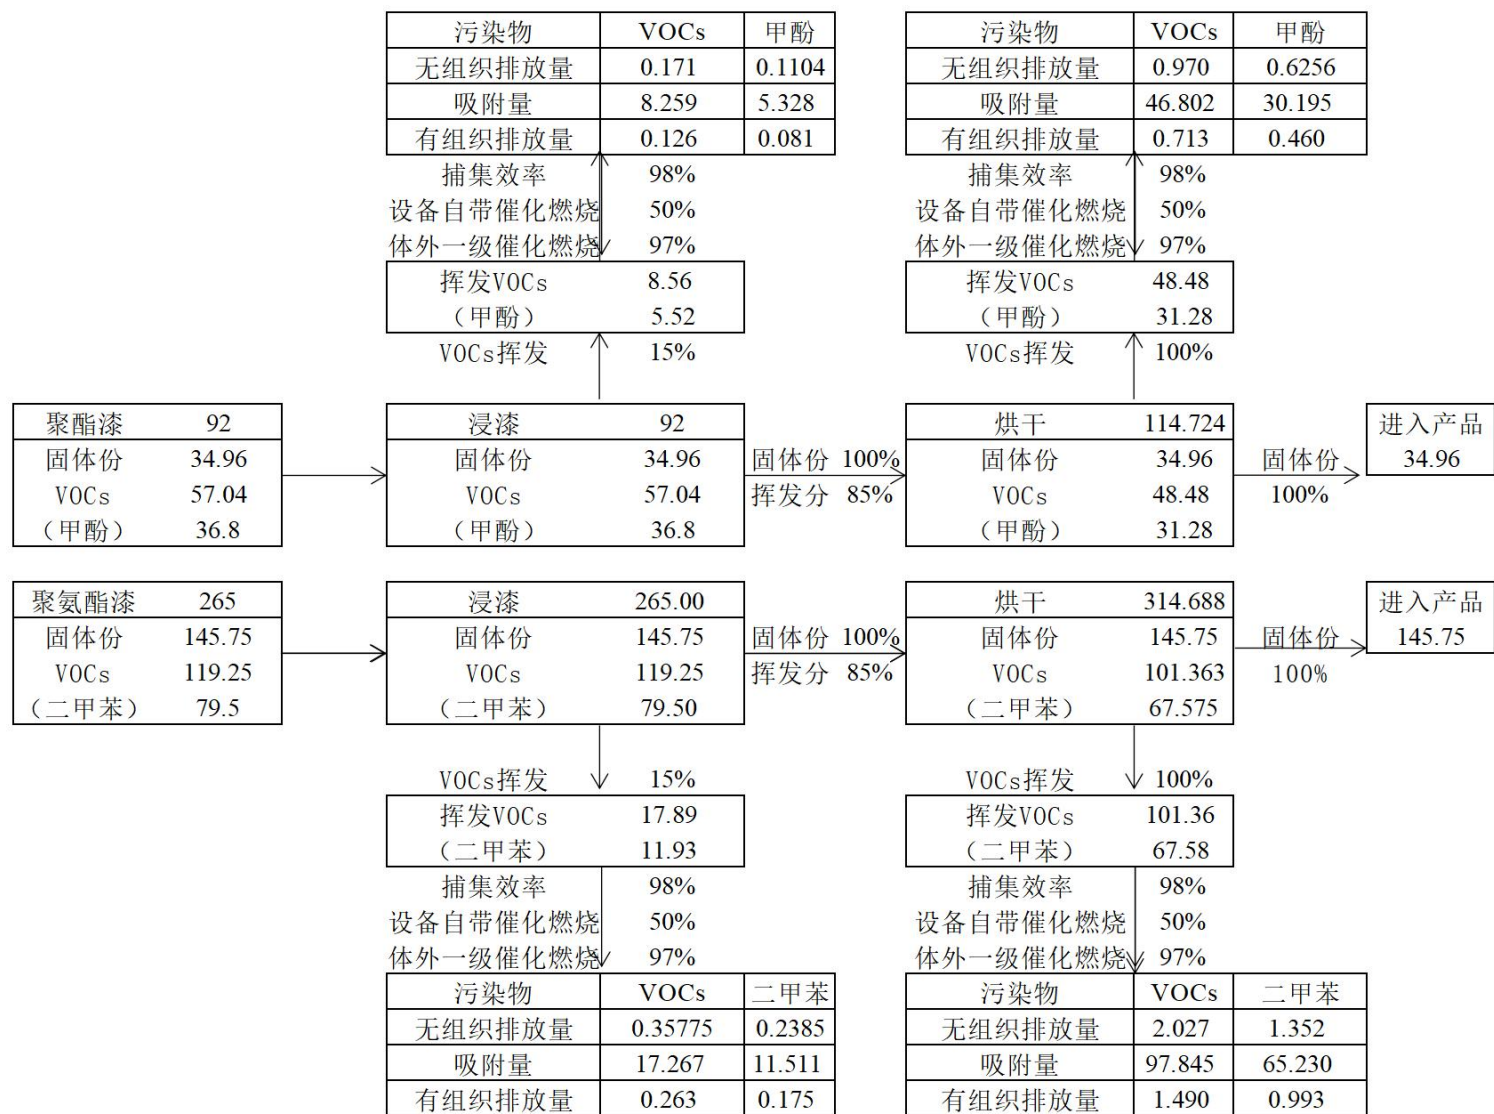 污染物 VOCs 甲酚 污染物 VOCs 甲酚
无组织排放量 0.171 0.1104 无组织排放量 0.970 0.6256
吸附量 8.259 5.328 吸附量 46.802 30.195
有组织排放量 0.126 0.081 有组织排放量 0.713 0.460
捕集效率 98% 捕集效率 98%
设备自带催化燃烧 50% 设备自带催化燃烧 50%
体外一级催化燃烧 97% 体外一级催化燃烧 97%
挥发VOCs 8.56 挥发VOCs 48.48
（甲酚） 5.52 （甲酚） 31.28
VOCs挥发 15% VOCs挥发 100%
聚酯漆 92 浸漆 92 烘干 114.724 进入产品
固体份 34.96 固体份 34.96 固体份 100% 固体份 34.96 固体份 34.96
VOCs 57.04 VOCs 57.04 挥发分 85% VOCs 48.48 100%
（甲酚） 36.8 （甲酚） 36.8 （甲酚） 31.28
聚氨酯漆 265 浸漆 265.00 烘干 314.688 进入产品
固体份 145.75 固体份 145.75 固体份 100% 固体份 145.75 固体份 145.75
VOCs 119.25 VOCs 119.25 挥发分 85% VOCs 101.363 100%
（二甲苯） 79.5 （二甲苯） 79.50 （二甲苯） 67.575
VOCs挥发 15% VOCs挥发 100%
挥发VOCs 17.89 挥发VOCs 101.36
（二甲苯） 11.93 （二甲苯） 67.58
捕集效率 98% 捕集效率 98%
设备自带催化燃烧 50% 设备自带催化燃烧 50%
体外一级催化燃烧 97% 体外一级催化燃烧 97%
污染物 VOCs 二甲苯 污染物 VOCs 二甲苯
无组织排放量 0.35775 0.2385 无组织排放量 2.027 1.352
吸附量 17.267 11.511 吸附量 97.845 65.230
有组织排放量 0.263 0.175 有组织排放量 1.490 0.993